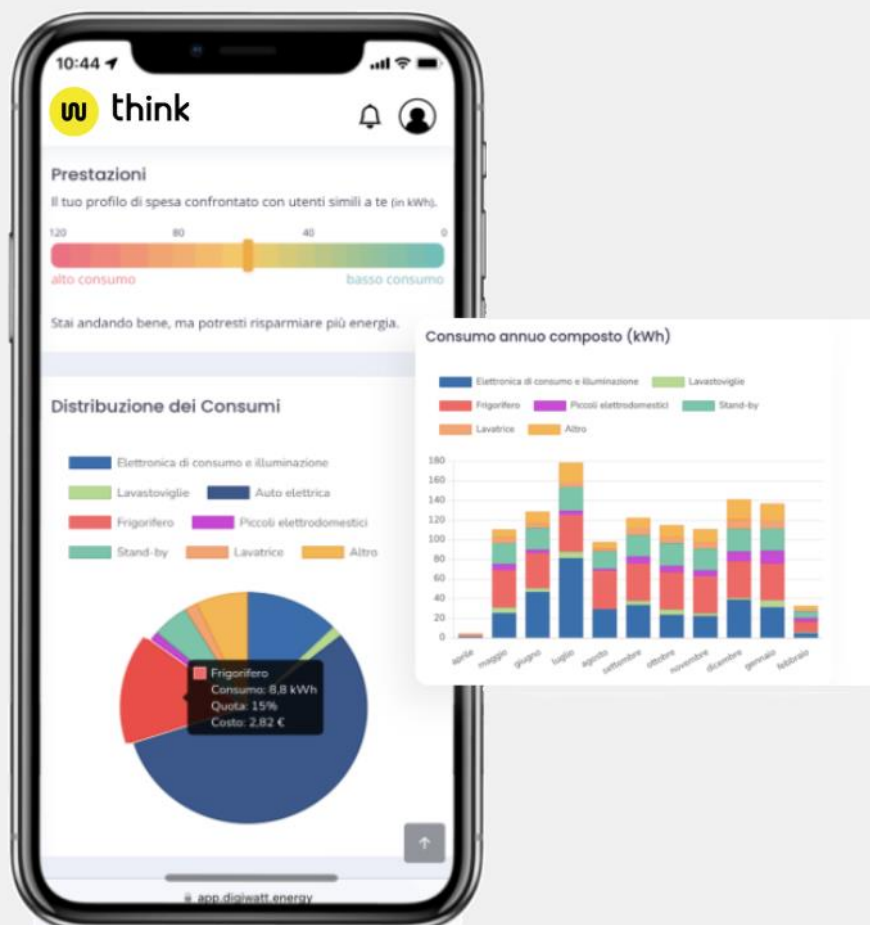 10:44
w think
Prestazioni
Il tuo profilo di spesa confrontato con utenti simili a te (in kWh).
120 80 40 0
alto consumo basso consumo
Stai andando bene, ma potresti risparmiare più energia.
Distribuzione dei Consumi
Elettronica di consumo e illuminazione
Lavastoviglie Auto elettrica
Frigorifero Piccoli elettrodomestici
Stand-by Lavatrice Altro
Frigorifero
Consumo: 8,8 kWh
Quota: 15%
Costo: 2,82 €
app.digiwatt.energy
Consumo annuo composto (kWh)
Elettronica di consumo e illuminazione Lavastoviglie
Frigorifero Piccoli elettrodomestici Stand-by
Lavatrice Altro
180
160
140
120
100
80
60
40
20
0
aprile maggio giugno luglio agosto settembre ottobre novembre dicembre gennaio febbraio